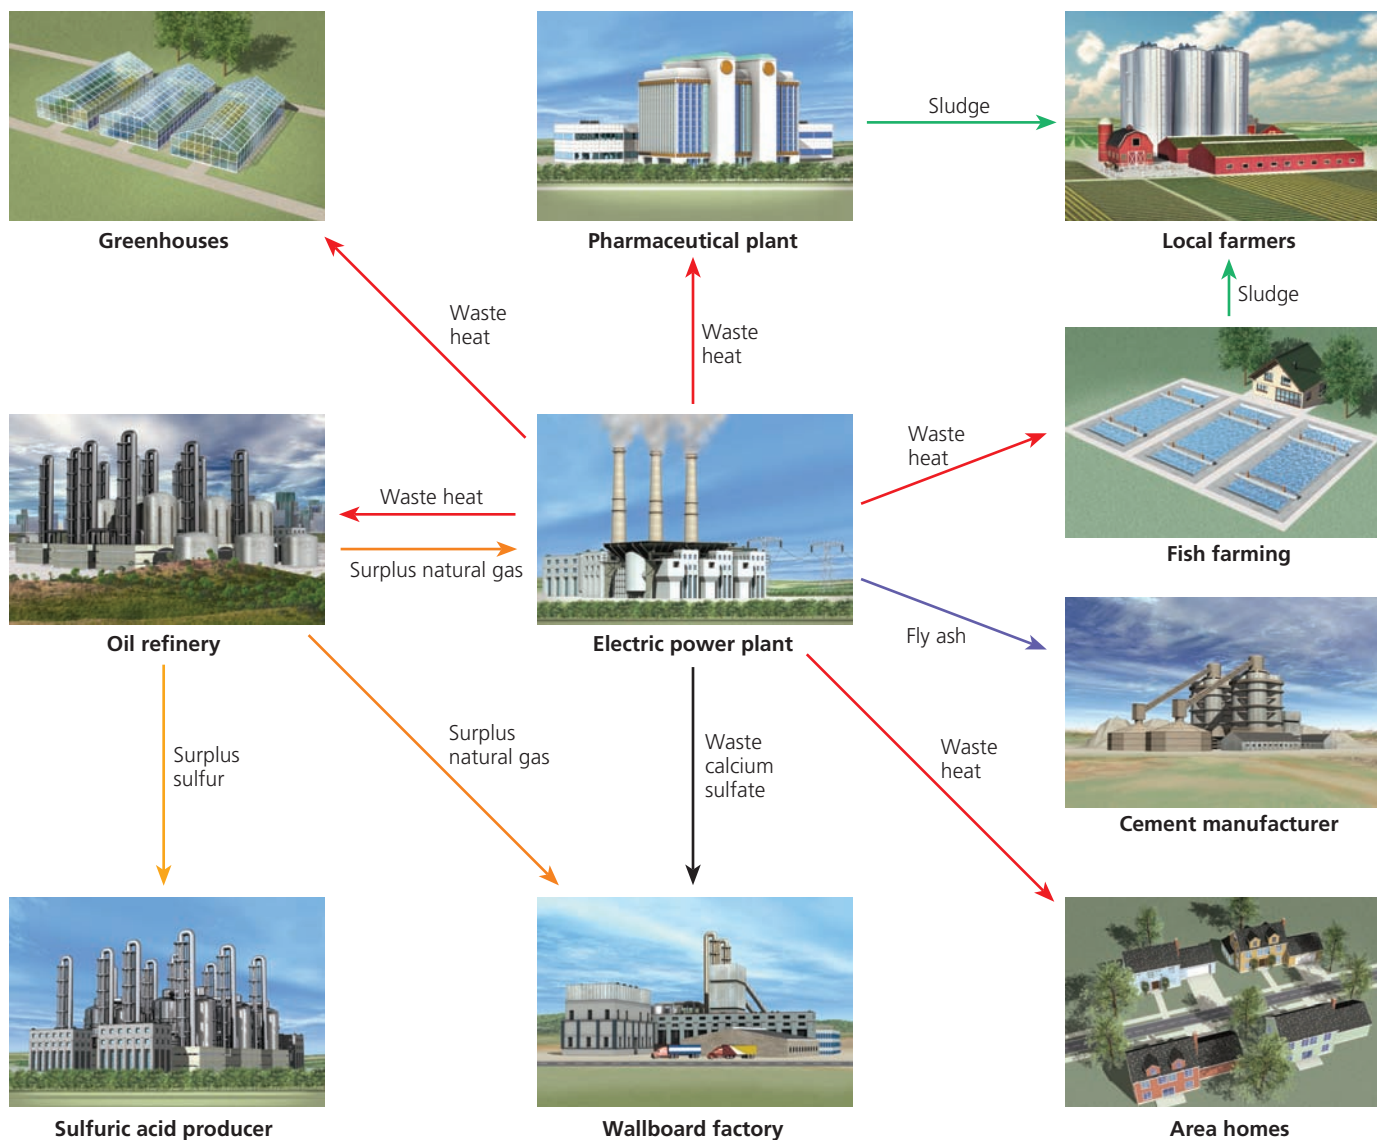 Sludge
Greenhouses
Pharmaceutical plant
Local farmers
Waste
heat
Waste
heat
Sludge
Waste
heat
Waste heat
Surplus natural gas
Fish farming
Oil refinery
Electric power plant
Fly ash
Surplus
sulfur
Surplus
natural gas
Waste
calcium
sulfate
Waste
heat
Cement manufacturer
Sulfuric acid producer
Wallboard factory
Area homes